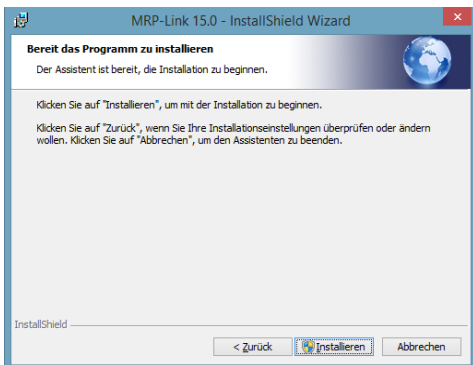 MRP-Link 15.0 - InstallShield Wizard
Bereit das Programm zu installieren
Der Assistent ist bereit, die Installation zu beginnen.
Klicken Sie auf "Installieren", um mit der Installation zu beginnen.
Klicken Sie auf "Zurück", wenn Sie Ihre Installationseinstellungen überprüfen oder ändern
wollen. Klicken Sie auf "Abbrechen", um den Assistenten zu beenden.
InstallShield
< Zurück Installieren Abbrechen